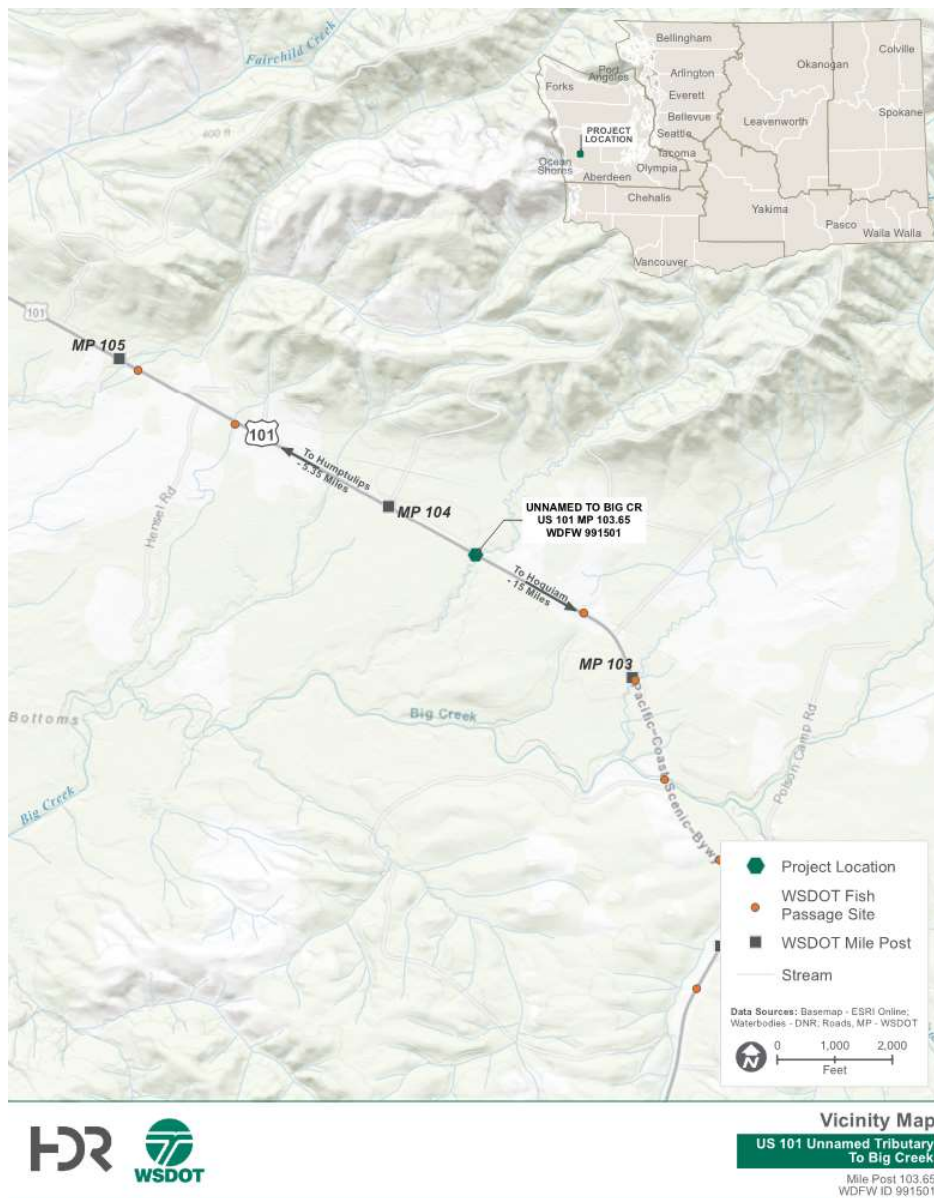 Fairchild Creek
400 ft
Bellingham
Colville
Okanogan
Port
Angeles
Forks
Arlington
Everett
Bellevue
Leavenworth
Spokane
PROJECT
LOCATION
Seattle
Tacoma
Ocean
Shores
Olympia
Aberdeen
Chehalis
Yakima
Pasco
Walla Walla
Vancouver
101
MP 105
101
To Humptulips
- 5.35 Miles
Hensel Rd
MP 104
UNNAMED TO BIG CR
US 101 MP 103.65
WDFW 991501
To Hoquiam
- 15 Miles
MP 103
Bottoms
Big Creek
Pacific-Coast-Scenic-Byw
Polson Camp Rd
Big Creek
Project Location
WSDOT Fish
Passage Site
WSDOT Mile Post
Stream
Data Sources: Basemap - ESRI Online;
Waterbodies - DNR; Roads, MP - WSDOT
N
0 1,000 2,000
Feet
HDR
WSDOT
Vicinity Map
US 101 Unnamed Tributary
To Big Creek
Mile Post 103.65
WDFW ID 991501